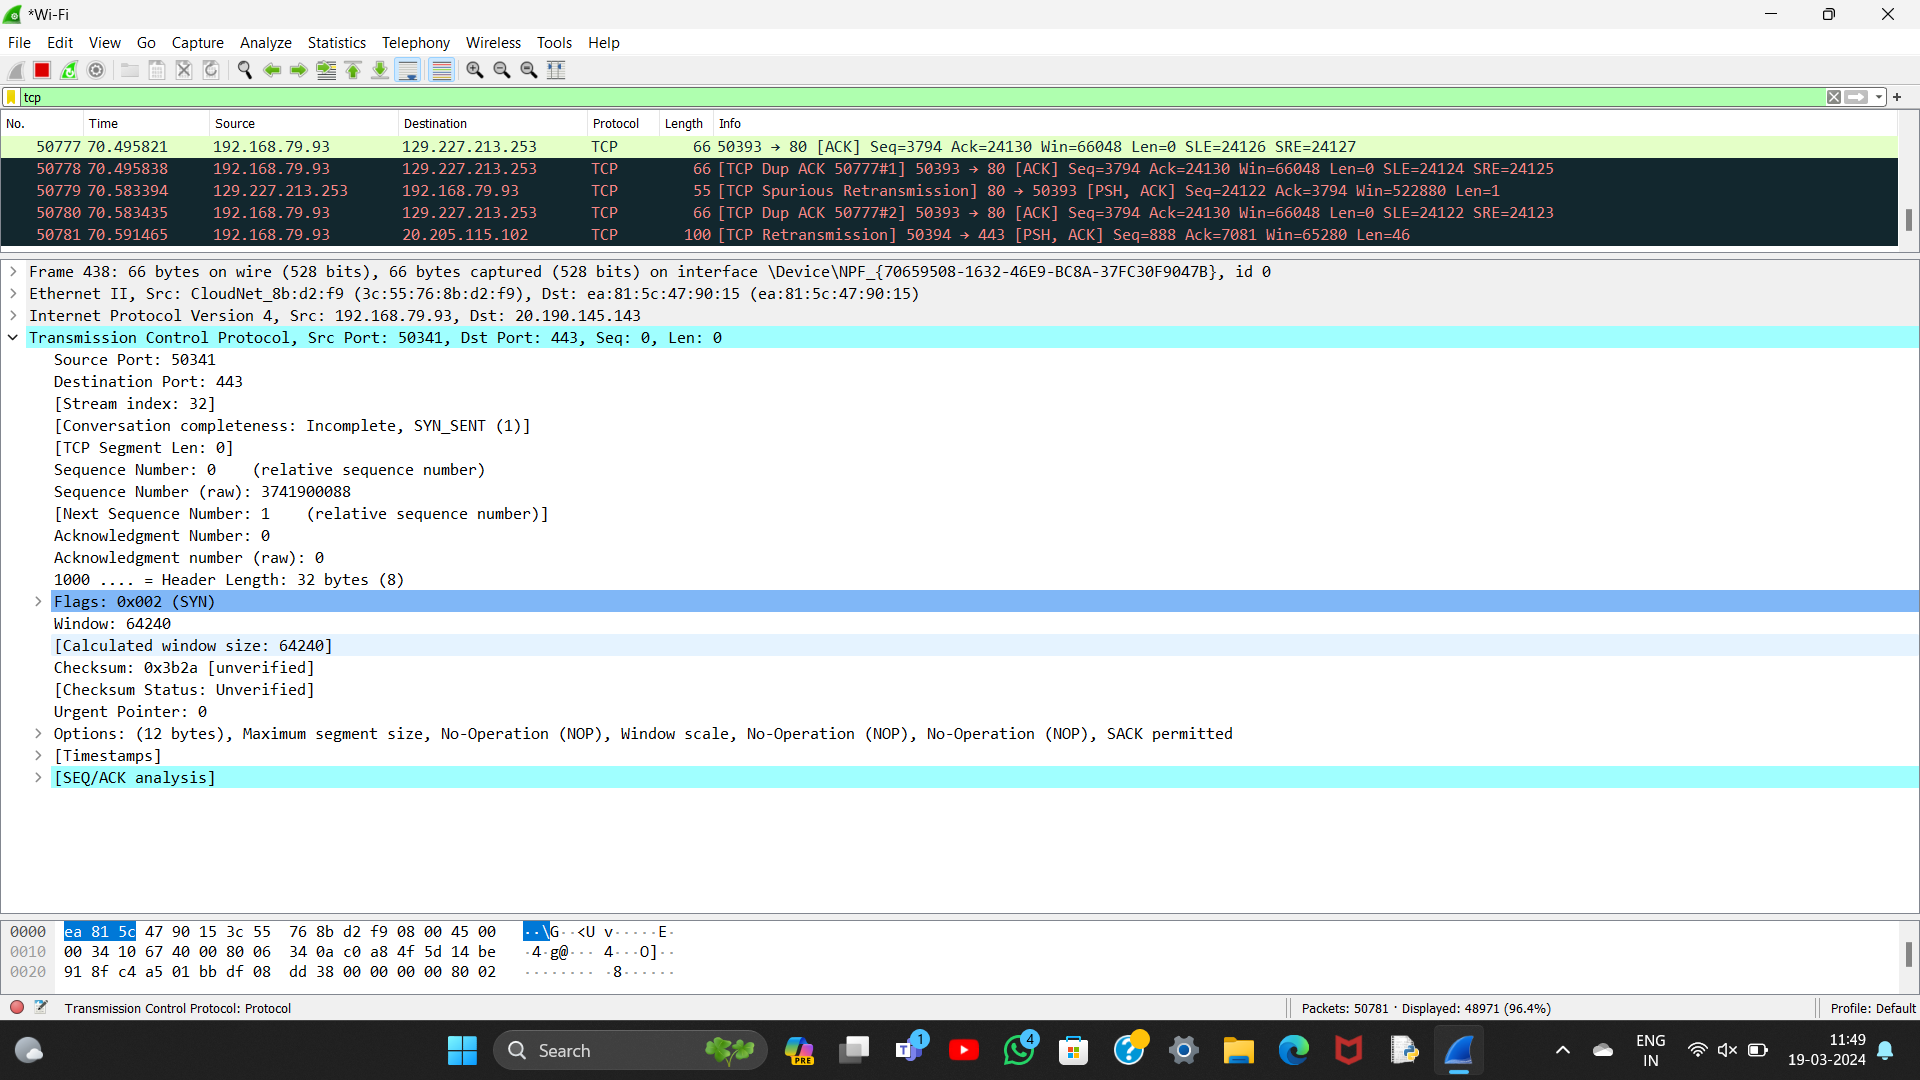 *Wi-Fi
File Edit View Go Capture Analyze Statistics Telephony Wireless Tools Help
tcp
No. Time Source Destination Protocol Length Info
50777 70.495821 192.168.79.93 129.227.213.253 TCP 66 50393 → 80 [ACK] Seq=3794 Ack=24130 Win=66048 Len=0 SLE=24126 SRE=24127
50778 70.495838 192.168.79.93 129.227.213.253 TCP 66 [TCP Dup ACK 50777#1] 50393 → 80 [ACK] Seq=3794 Ack=24130 Win=66048 Len=0 SLE=24124 SRE=24125
50779 70.583394 129.227.213.253 192.168.79.93 TCP 55 [TCP Spurious Retransmission] 80 → 50393 [PSH, ACK] Seq=24122 Ack=3794 Win=522880 Len=1
50780 70.583435 192.168.79.93 129.227.213.253 TCP 66 [TCP Dup ACK 50777#2] 50393 → 80 [ACK] Seq=3794 Ack=24130 Win=66048 Len=0 SLE=24122 SRE=24123
50781 70.591465 192.168.79.93 20.205.115.102 TCP 100 [TCP Retransmission] 50394 → 443 [PSH, ACK] Seq=888 Ack=7081 Win=65280 Len=46
Frame 438: 66 bytes on wire (528 bits), 66 bytes captured (528 bits) on interface \Device\NPF_{70659508-1632-46E9-BC8A-37FC30F9047B}, id 0
Ethernet II, Src: CloudNet_8b:d2:f9 (3c:55:76:8b:d2:f9), Dst: ea:81:5c:47:90:15 (ea:81:5c:47:90:15)
Internet Protocol Version 4, Src: 192.168.79.93, Dst: 20.190.145.143
Transmission Control Protocol, Src Port: 50341, Dst Port: 443, Seq: 0, Len: 0
Source Port: 50341
Destination Port: 443
[Stream index: 32]
[Conversation completeness: Incomplete, SYN_SENT (1)]
[TCP Segment Len: 0]
Sequence Number: 0    (relative sequence number)
Sequence Number (raw): 3741900088
[Next Sequence Number: 1    (relative sequence number)]
Acknowledgment Number: 0
Acknowledgment number (raw): 0
1000 .... = Header Length: 32 bytes (8)
Flags: 0x002 (SYN)
Window: 64240
[Calculated window size: 64240]
Checksum: 0x3b2a [unverified]
[Checksum Status: Unverified]
Urgent Pointer: 0
Options: (12 bytes), Maximum segment size, No-Operation (NOP), Window scale, No-Operation (NOP), No-Operation (NOP), SACK permitted
[Timestamps]
[SEQ/ACK analysis]
0000 ea 81 5c 47 90 15 3c 55 76 8b d2 f9 08 00 45 00 ··\G··<U v·····E·
0010 00 34 10 67 40 00 80 06 34 0a c0 a8 4f 5d 14 be ·4·g@··· 4···O]··
0020 91 8f c4 a5 01 bb df 08 dd 38 00 00 00 00 80 02 ········ ·8······
Transmission Control Protocol: Protocol Packets: 50781 · Displayed: 48971 (96.4%) Profile: Default
Search PRE 1 4 ENG IN 11:49
19-03-2024